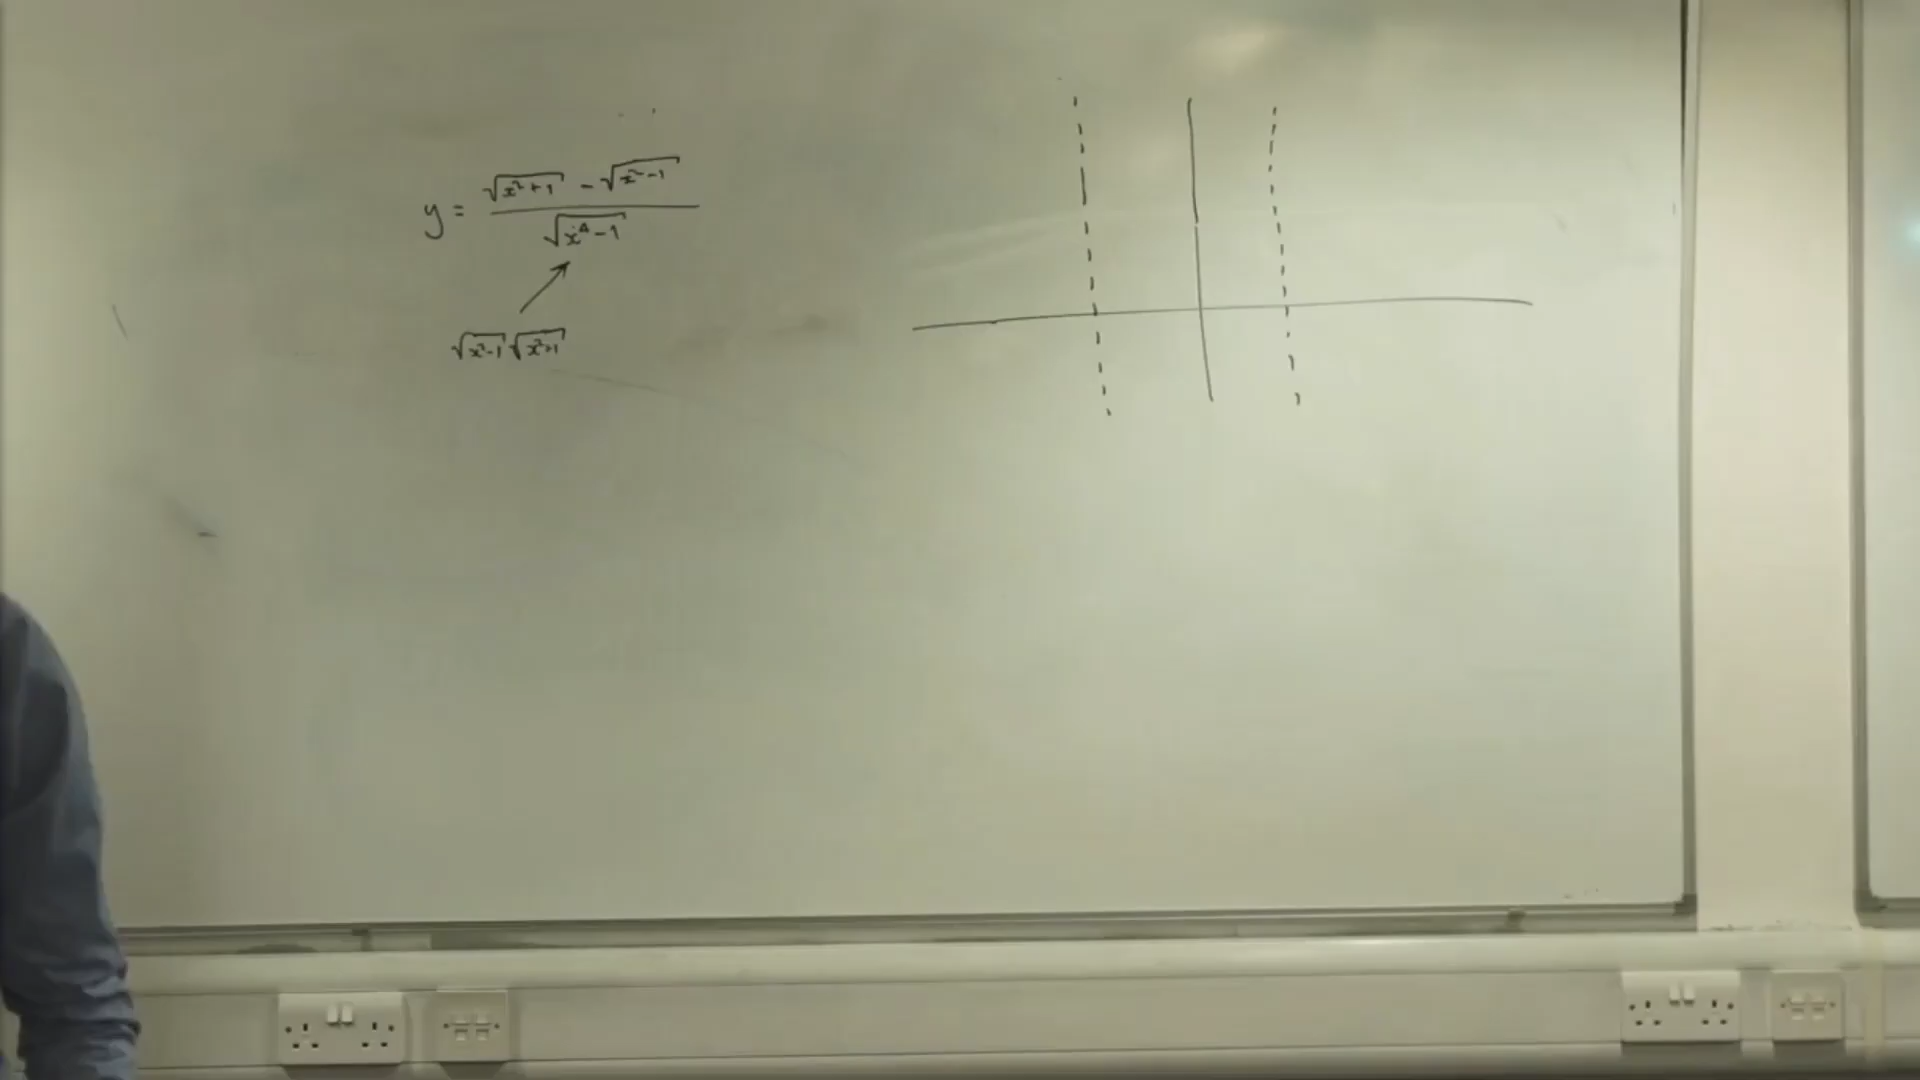 y = (√(x²+1) - √(x²-1)) / √(x⁴-1)
√(x²-1) √(x²+1)